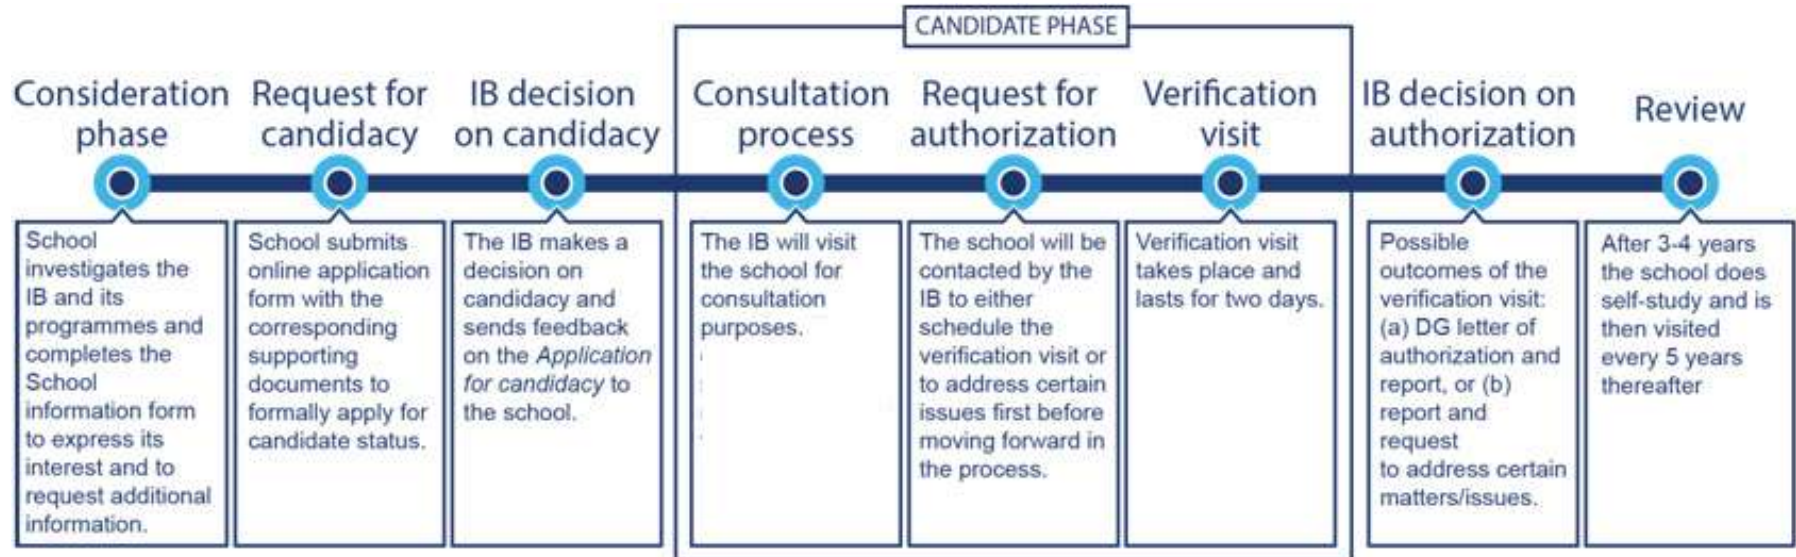 CANDIDATE PHASE
Consideration
phase
Request for
candidacy
IB decision
on candidacy
Consultation
process
Request for
authorization
Verification
visit
IB decision on
authorization
Review
School
investigates the
IB and its
programmes and
completes the
School
information form
to express its
interest and to
request additional
information.
School submits
online application
form with the
corresponding
supporting
documents to
formally apply for
candidate status.
The IB makes a
decision on
candidacy and
sends feedback
on the Application
for candidacy to
the school.
The IB will visit
the school for
consultation
purposes.
The school will be
contacted by the
IB to either
schedule the
verification visit or
to address certain
issues first before
moving forward in
the process.
Verification visit
takes place and
lasts for two days.
Possible
outcomes of the
verification visit:
(a) DG letter of
authorization and
report, or (b)
report and
request
to address certain
matters/issues.
After 3-4 years
the school does
self-study and is
then visited
every 5 years
thereafter